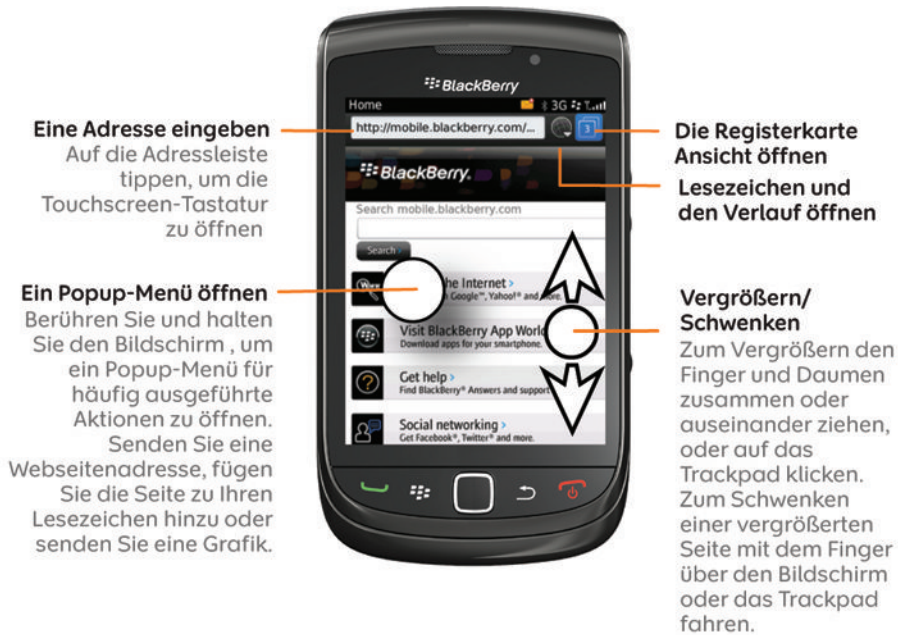 Eine Adresse eingeben
Auf die Adressleiste
tippen, um die
Touchscreen-Tastatur
zu öffnen
Ein Popup-Menü öffnen
Berühren Sie und halten
Sie den Bildschirm , um
ein Popup-Menü für
häufig ausgeführte
Aktionen zu öffnen.
Senden Sie eine
Webseitenadresse, fügen
Sie die Seite zu Ihren
Lesezeichen hinzu oder
senden Sie eine Grafik.
BlackBerry
Home 3G
http://mobile.blackberry.com/... 3
BlackBerry.
Search mobile.blackberry.com
Search
he Internet >
Google™, Yahoo!® and
Visit BlackBerry App World
Download apps for your smartphone.
Get help >
Find BlackBerry® Answers and support
Social networking >
Get Facebook®, Twitter® and more.
Die Registerkarte
Ansicht öffnen
Lesezeichen und
den Verlauf öffnen
Vergrößern/
Schwenken
Zum Vergrößern den
Finger und Daumen
zusammen oder
auseinander ziehen,
oder auf das
Trackpad klicken.
Zum Schwenken
einer vergrößerten
Seite mit dem Finger
über den Bildschirm
oder das Trackpad
fahren.